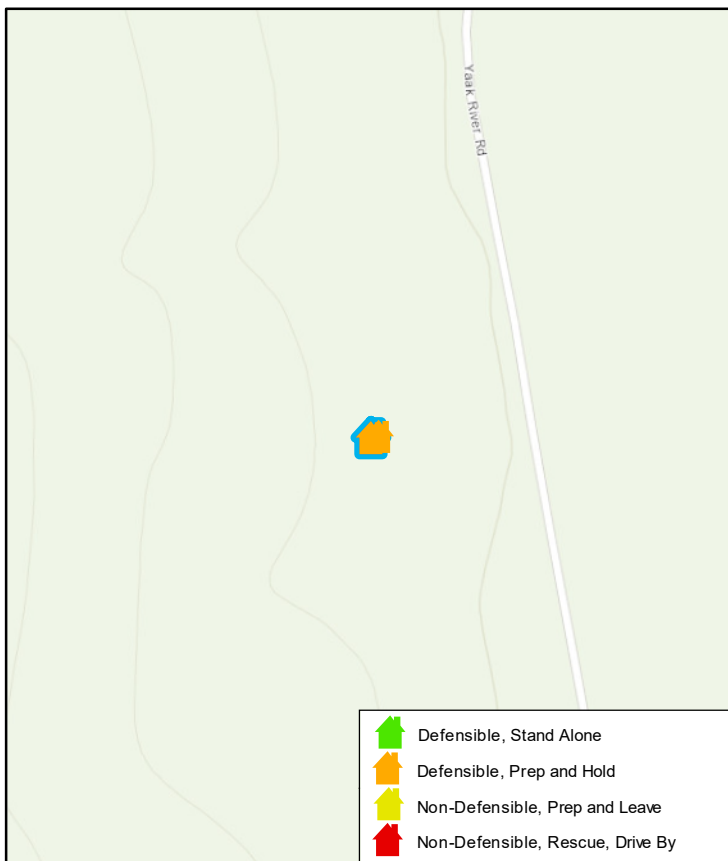 Yaak River Rd
Defensible, Stand Alone
Defensible, Prep and Hold
Non-Defensible, Prep and Leave
Non-Defensible, Rescue, Drive By